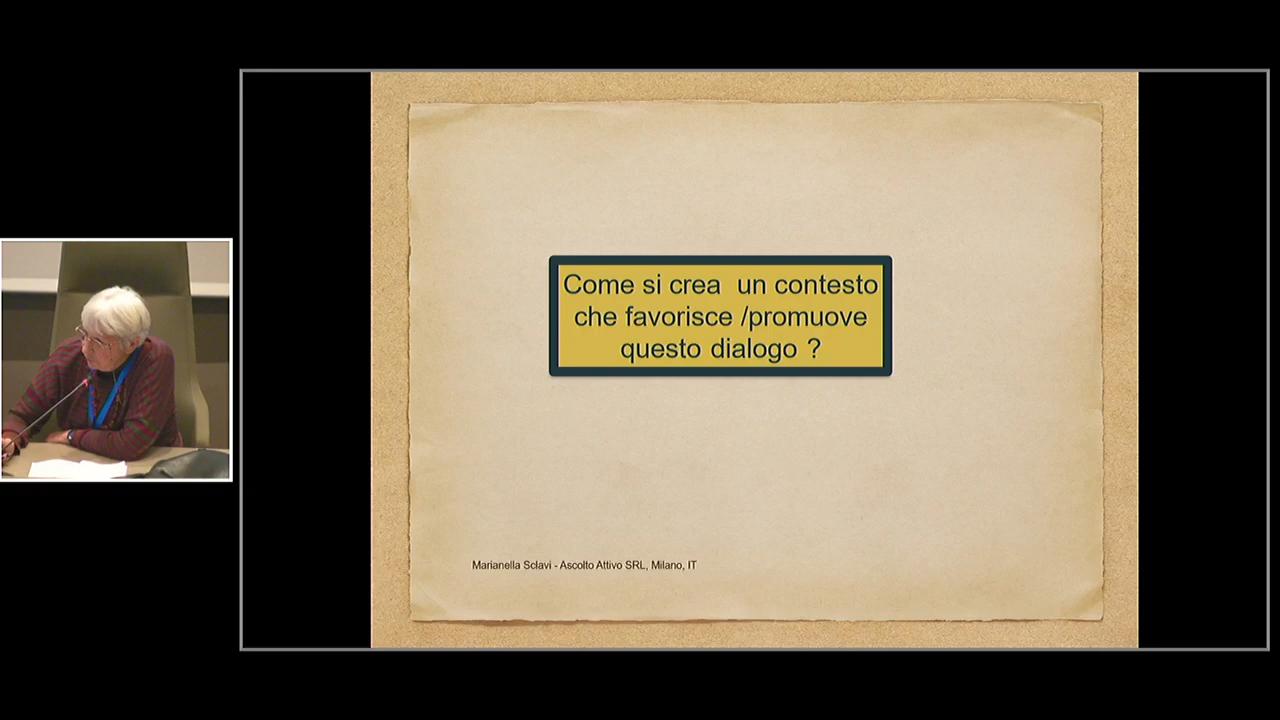 Come si crea  un contesto
che favorisce /promuove
questo dialogo ?
Marianella Sclavi - Ascolto Attivo SRL, Milano, IT